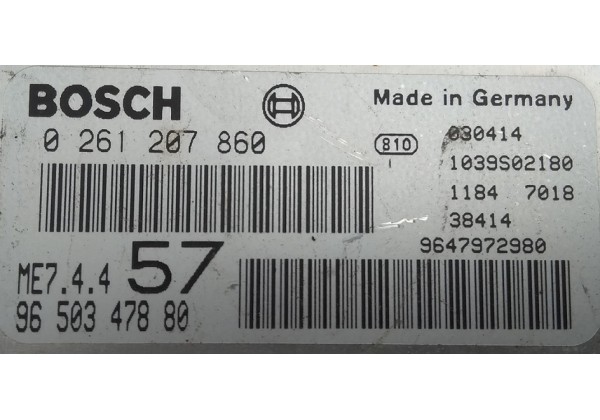 BOSCH
Made in Germany
0 261 207 860
810
030414
1039S02180
1184 7018
38414
9647972980
ME7.4.4 57
96 503 478 80